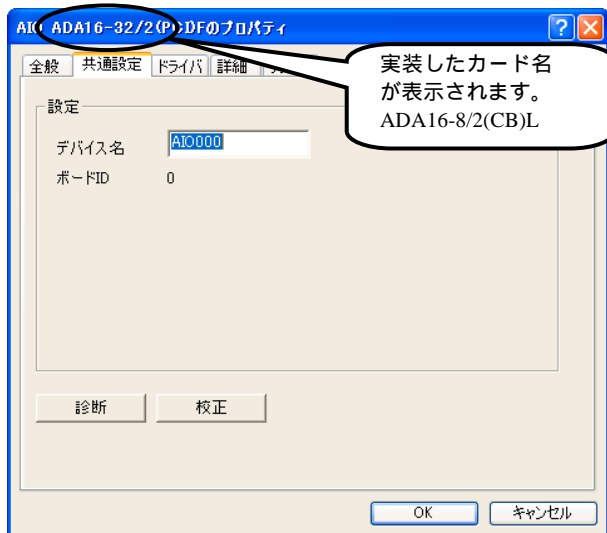 AIO ADA16-32/2(PCI)Fのプロパティ
全般 共通設定 ドライバ 詳細
実装したカード名
が表示されます。
ADA16-8/2(CB)L
設定
デバイス名 AIO000
ボードID 0
診断 校正
OK キャンセル